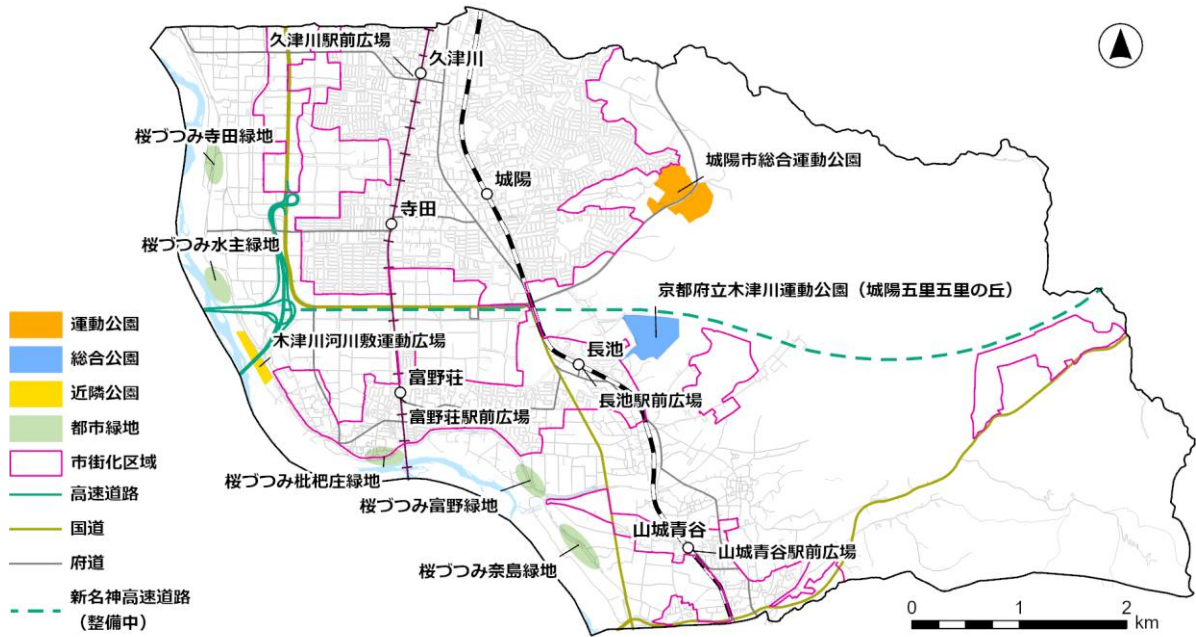 久津川駅前広場
久津川
桜づつみ寺田緑地
城陽市総合運動公園
城陽
寺田
桜づつみ水主緑地
京都府立木津川運動公園（城陽五里五里の丘）
木津川河川敷運動広場
長池
富野荘
長池駅前広場
富野荘駅前広場
桜づつみ枇杷庄緑地
桜づつみ富野緑地
山城青谷
山城青谷駅前広場
桜づつみ奈島緑地
運動公園
総合公園
近隣公園
都市緑地
市街化区域
高速道路
国道
府道
新名神高速道路
（整備中）
0 1 2
km